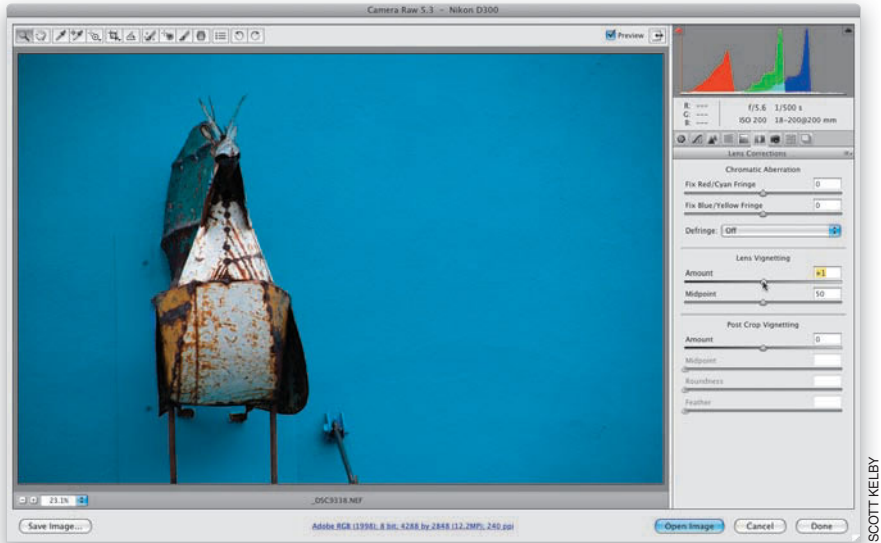 Camera Raw 5.3 – Nikon D300
Preview
R: ---
G: ---
B: ---
f/5.6 1/500 s
ISO 200 18-200@200 mm
Lens Corrections
Chromatic Aberration
Fix Red/Cyan Fringe 0
Fix Blue/Yellow Fringe 0
Defringe: Off
Lens Vignetting
Amount +1
Midpoint 50
Post Crop Vignetting
Amount 0
Midpoint
Roundness
Feather
23.1%
_DSC9338.NEF
Save Image...
Adobe RGB (1998); 8 bit; 4288 by 2848 (12.2MP); 240 ppi
Open Image
Cancel
Done
SCOTT KELBY